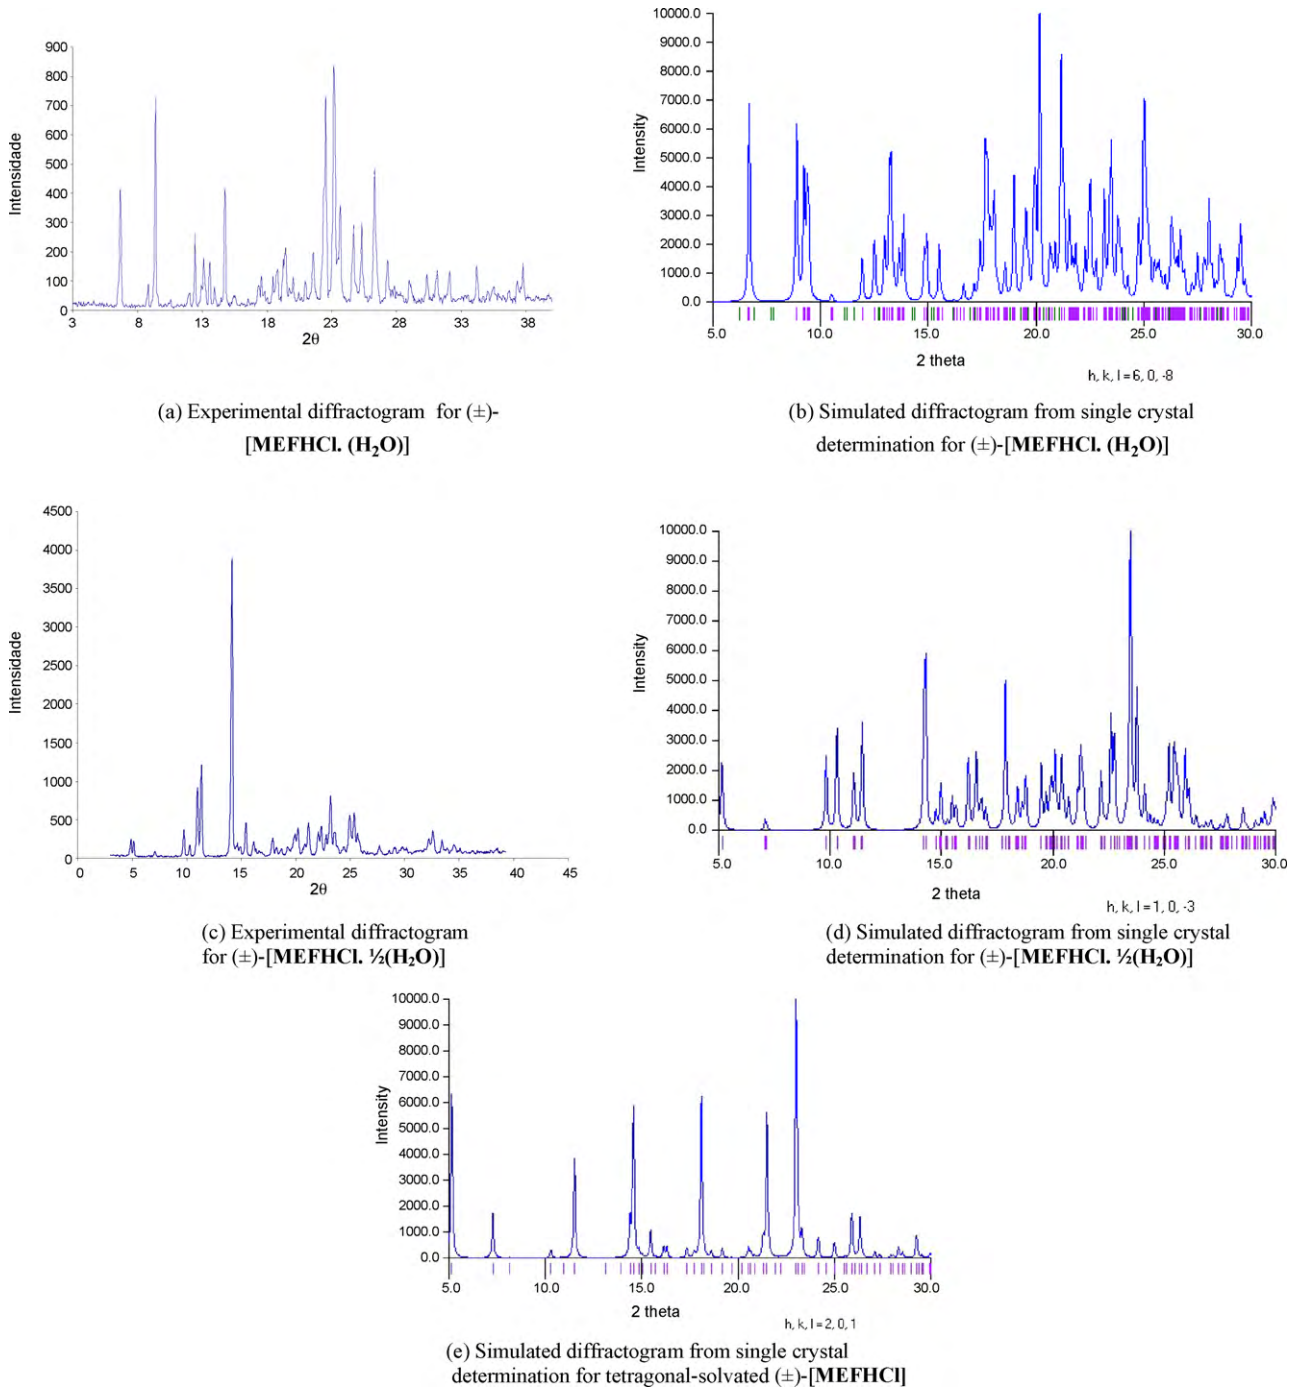 900
800
700
600
500
400
300
200
100
0
Intensidade
3 8 13 18 23 28 33 38
2θ
(a) Experimental diffractogram for (±)-
[MEFHCl. (H₂O)]
10000.0
9000.0
8000.0
7000.0
6000.0
5000.0
4000.0
3000.0
2000.0
1000.0
0.0
Intensity
5.0 10.0 15.0 20.0 25.0 30.0
2 theta
h, k, l = 6, 0, -8
(b) Simulated diffractogram from single crystal
determination for (±)-[MEFHCl. (H₂O)]
4500
4000
3500
3000
2500
2000
1500
1000
500
0
Intensidade
0 5 10 15 20 25 30 35 40 45
2θ
(c) Experimental diffractogram
for (±)-[MEFHCl. ½(H₂O)]
10000.0
9000.0
8000.0
7000.0
6000.0
5000.0
4000.0
3000.0
2000.0
1000.0
0.0
Intensity
5.0 10.0 15.0 20.0 25.0 30.0
2 theta
h, k, l = 1, 0, -3
(d) Simulated diffractogram from single crystal
determination for (±)-[MEFHCl. ½(H₂O)]
10000.0
9000.0
8000.0
7000.0
6000.0
5000.0
4000.0
3000.0
2000.0
1000.0
0.0
Intensity
5.0 10.0 15.0 20.0 25.0 30.0
2 theta
h, k, l = 2, 0, 1
(e) Simulated diffractogram from single crystal
determination for tetragonal-solvated (±)-[MEFHCl]